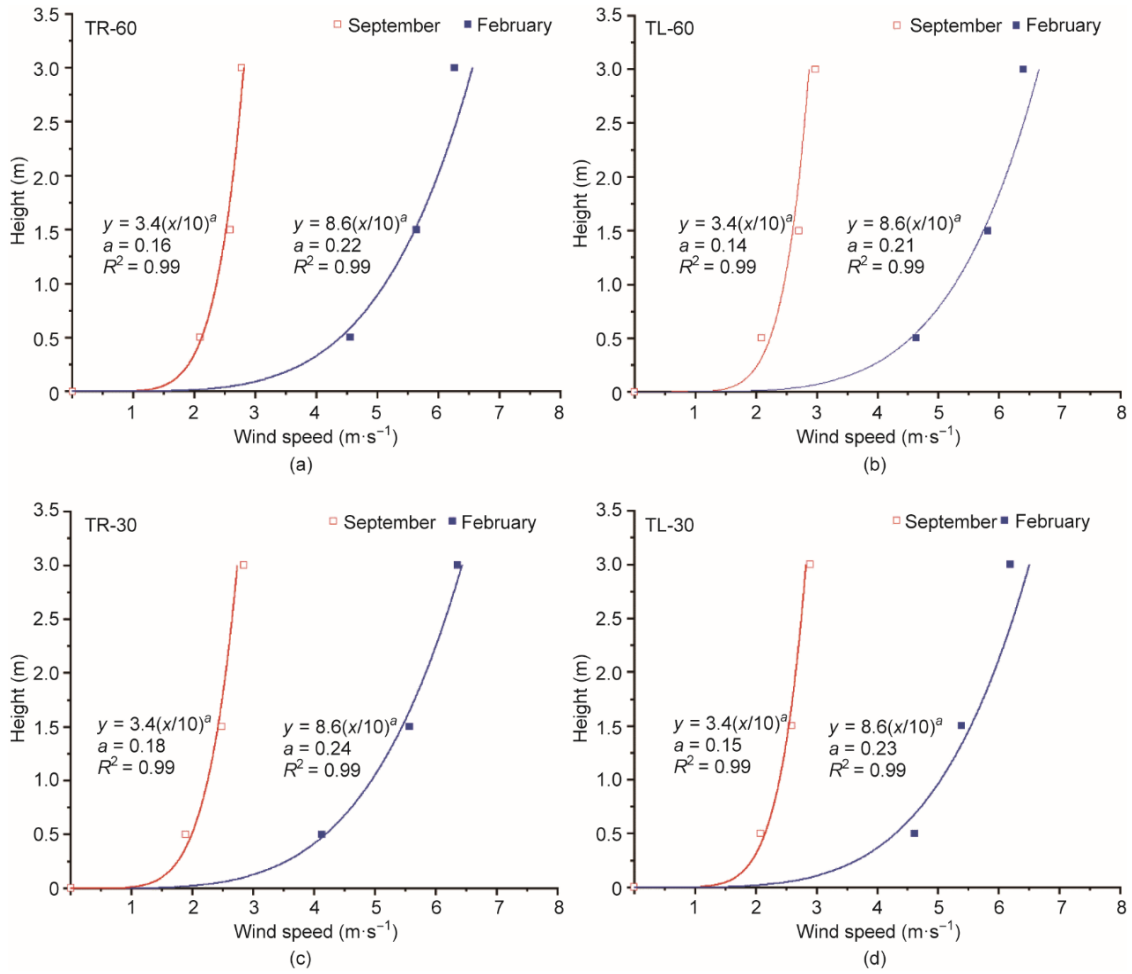 TR-60
September
February
3.5
3.0
2.5
2.0
1.5
1.0
0.5
0
Height (m)
y = 3.4(x/10)^a
a = 0.16
R² = 0.99
y = 8.6(x/10)^a
a = 0.22
R² = 0.99
1 2 3 4 5 6 7 8
Wind speed (m·s⁻¹)
(a)
TL-60
September
February
3.5
3.0
2.5
2.0
1.5
1.0
0.5
0
Height (m)
y = 3.4(x/10)^a
a = 0.14
R² = 0.99
y = 8.6(x/10)^a
a = 0.21
R² = 0.99
1 2 3 4 5 6 7 8
Wind speed (m·s⁻¹)
(b)
TR-30
September
February
3.5
3.0
2.5
2.0
1.5
1.0
0.5
0
Height (m)
y = 3.4(x/10)^a
a = 0.18
R² = 0.99
y = 8.6(x/10)^a
a = 0.24
R² = 0.99
1 2 3 4 5 6 7 8
Wind speed (m·s⁻¹)
(c)
TL-30
September
February
3.5
3.0
2.5
2.0
1.5
1.0
0.5
0
Height (m)
y = 3.4(x/10)^a
a = 0.15
R² = 0.99
y = 8.6(x/10)^a
a = 0.23
R² = 0.99
1 2 3 4 5 6 7 8
Wind speed (m·s⁻¹)
(d)